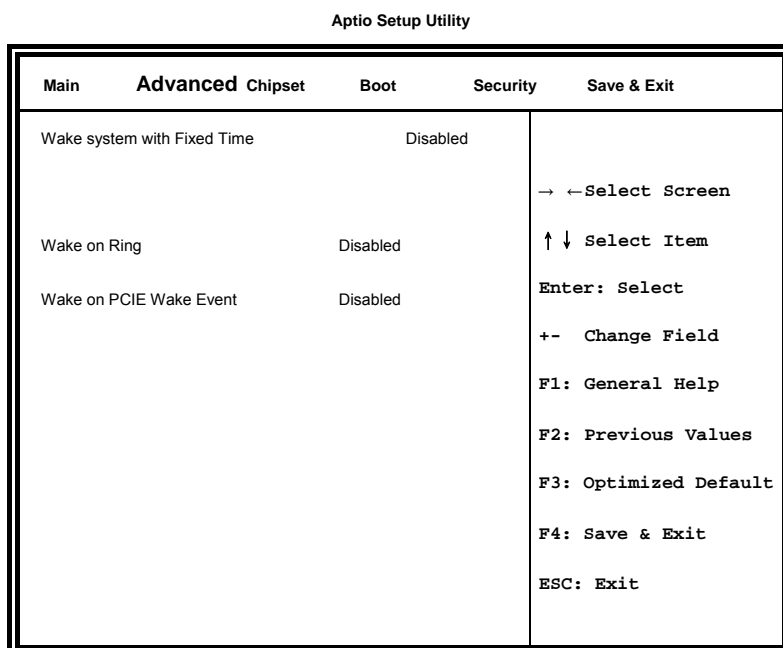 Aptio Setup Utility
Main Advanced Chipset Boot Security Save & Exit
Wake system with Fixed Time Disabled
Wake on Ring Disabled
Wake on PCIE Wake Event Disabled
→ ←Select Screen
↑↓ Select Item
Enter: Select
+- Change Field
F1: General Help
F2: Previous Values
F3: Optimized Default
F4: Save & Exit
ESC: Exit